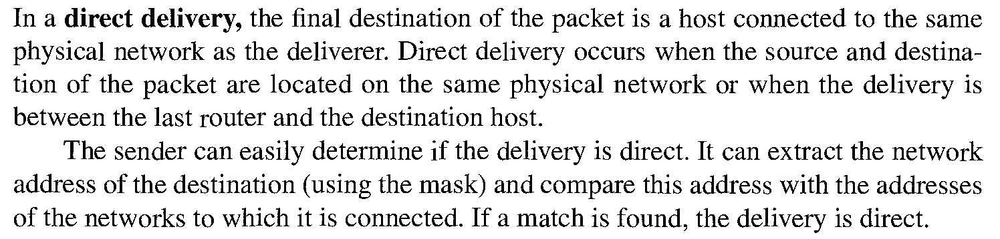 In a direct delivery, the final destination of the packet is a host connected to the same
physical network as the deliverer. Direct delivery occurs when the source and destina-
tion of the packet are located on the same physical network or when the delivery is
between the last router and the destination host.
The sender can easily determine if the delivery is direct. It can extract the network
address of the destination (using the mask) and compare this address with the addresses
of the networks to which it is connected. If a match is found, the delivery is direct.